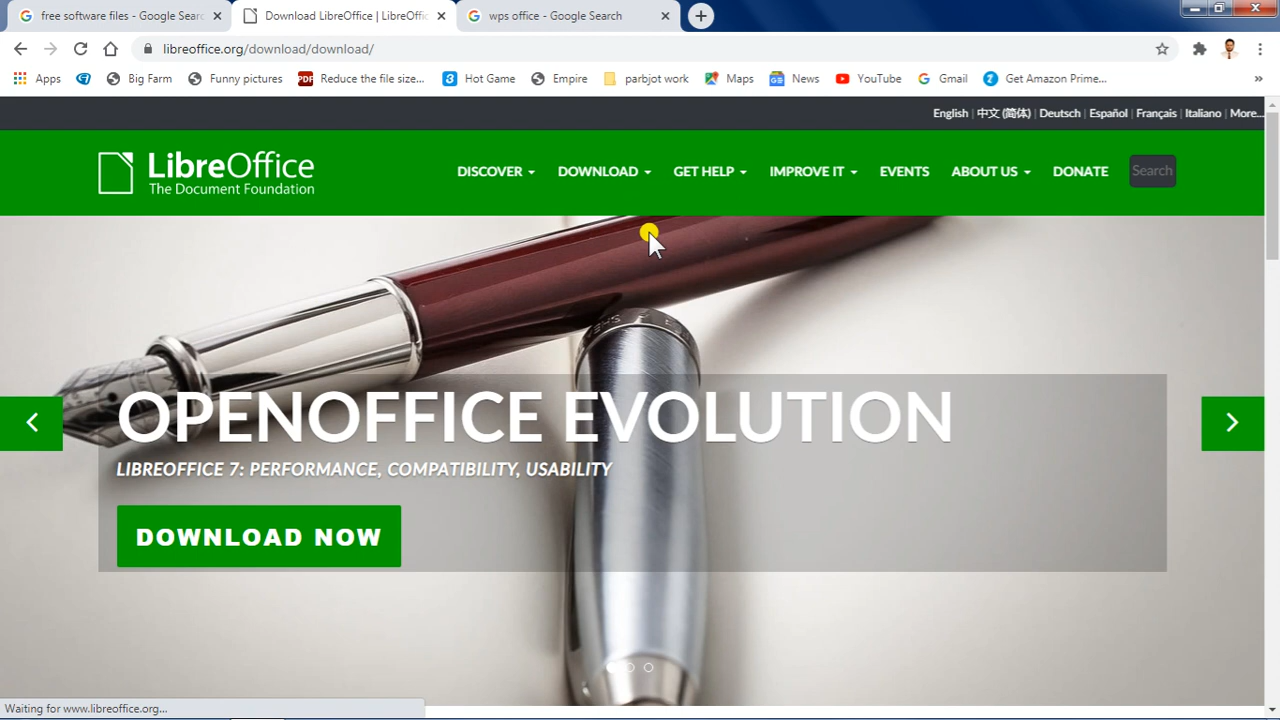 free software files - Google Searc
Download LibreOffice | LibreOffic
wps office - Google Search
libreoffice.org/download/download/
Apps
Big Farm
Funny pictures
PDF
Reduce the file size...
Hot Game
Empire
parbjot work
Maps
News
YouTube
Gmail
Get Amazon Prime...
»
English | 中文 (简体) | Deutsch | Español | Français | Italiano | More...
LibreOffice
The Document Foundation
DISCOVER
DOWNLOAD
GET HELP
IMPROVE IT
EVENTS
ABOUT US
DONATE
Search
OPENOFFICE EVOLUTION
LIBREOFFICE 7: PERFORMANCE, COMPATIBILITY, USABILITY
DOWNLOAD NOW
Waiting for www.libreoffice.org...